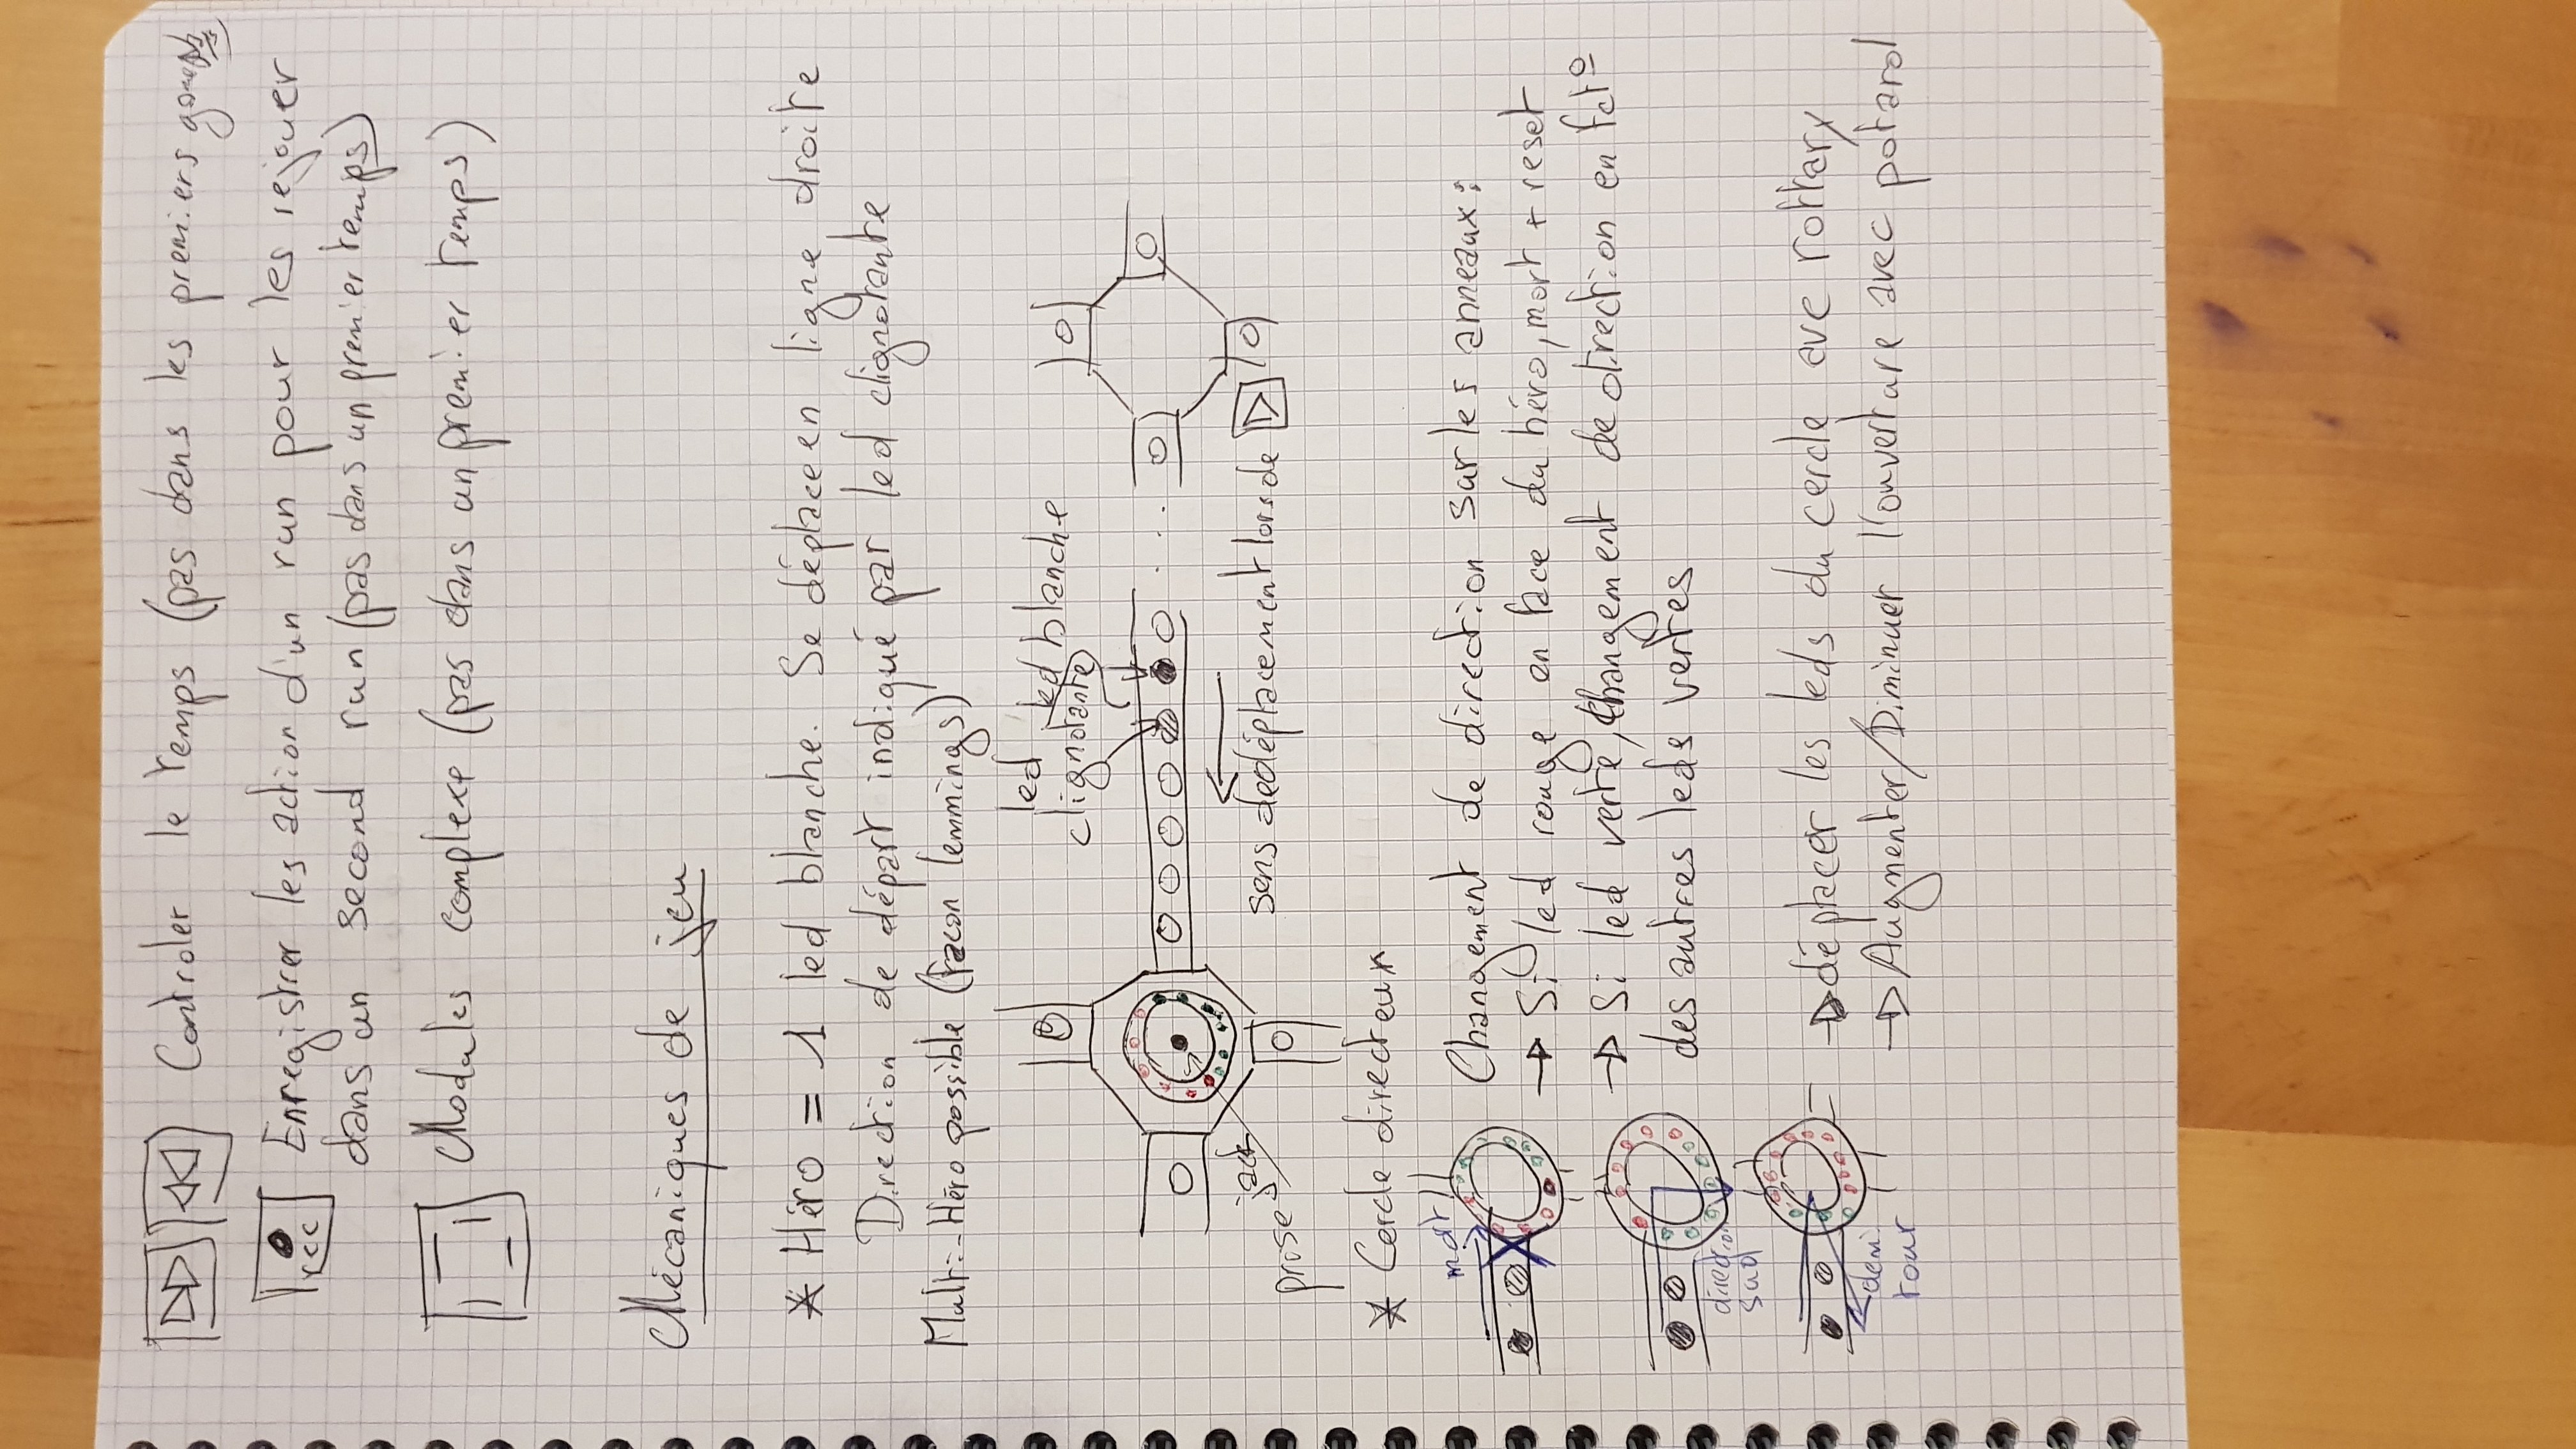 Controler le temps (pas dans les premiers
rec Enregistrer les action d'un run pour les rejouer
dans un second run (pas dans un premier temps)
Modules complexe (pas dans un premier temps)
Mécaniques de jeu
* Héro = 1 led blanche. Se déplace en ligne droite
Direction de départ indiqué par led clignotante
Multi-Héro possible (facon lemmings)
led
clignotante
led blanche
prise jack
sens de déplacement lors de
* Cercle directeur
mort
Changement de direction sur les anneaux :
→ Si led rouge en face du héro, mort + reset
→ Si led verte, changement de direction en fctº
des autres leds vertes
direction
sud
→ déplacer les leds du cercle ave rottary
→ Augmenter/Diminuer l'ouverture avec potard
demi
tour